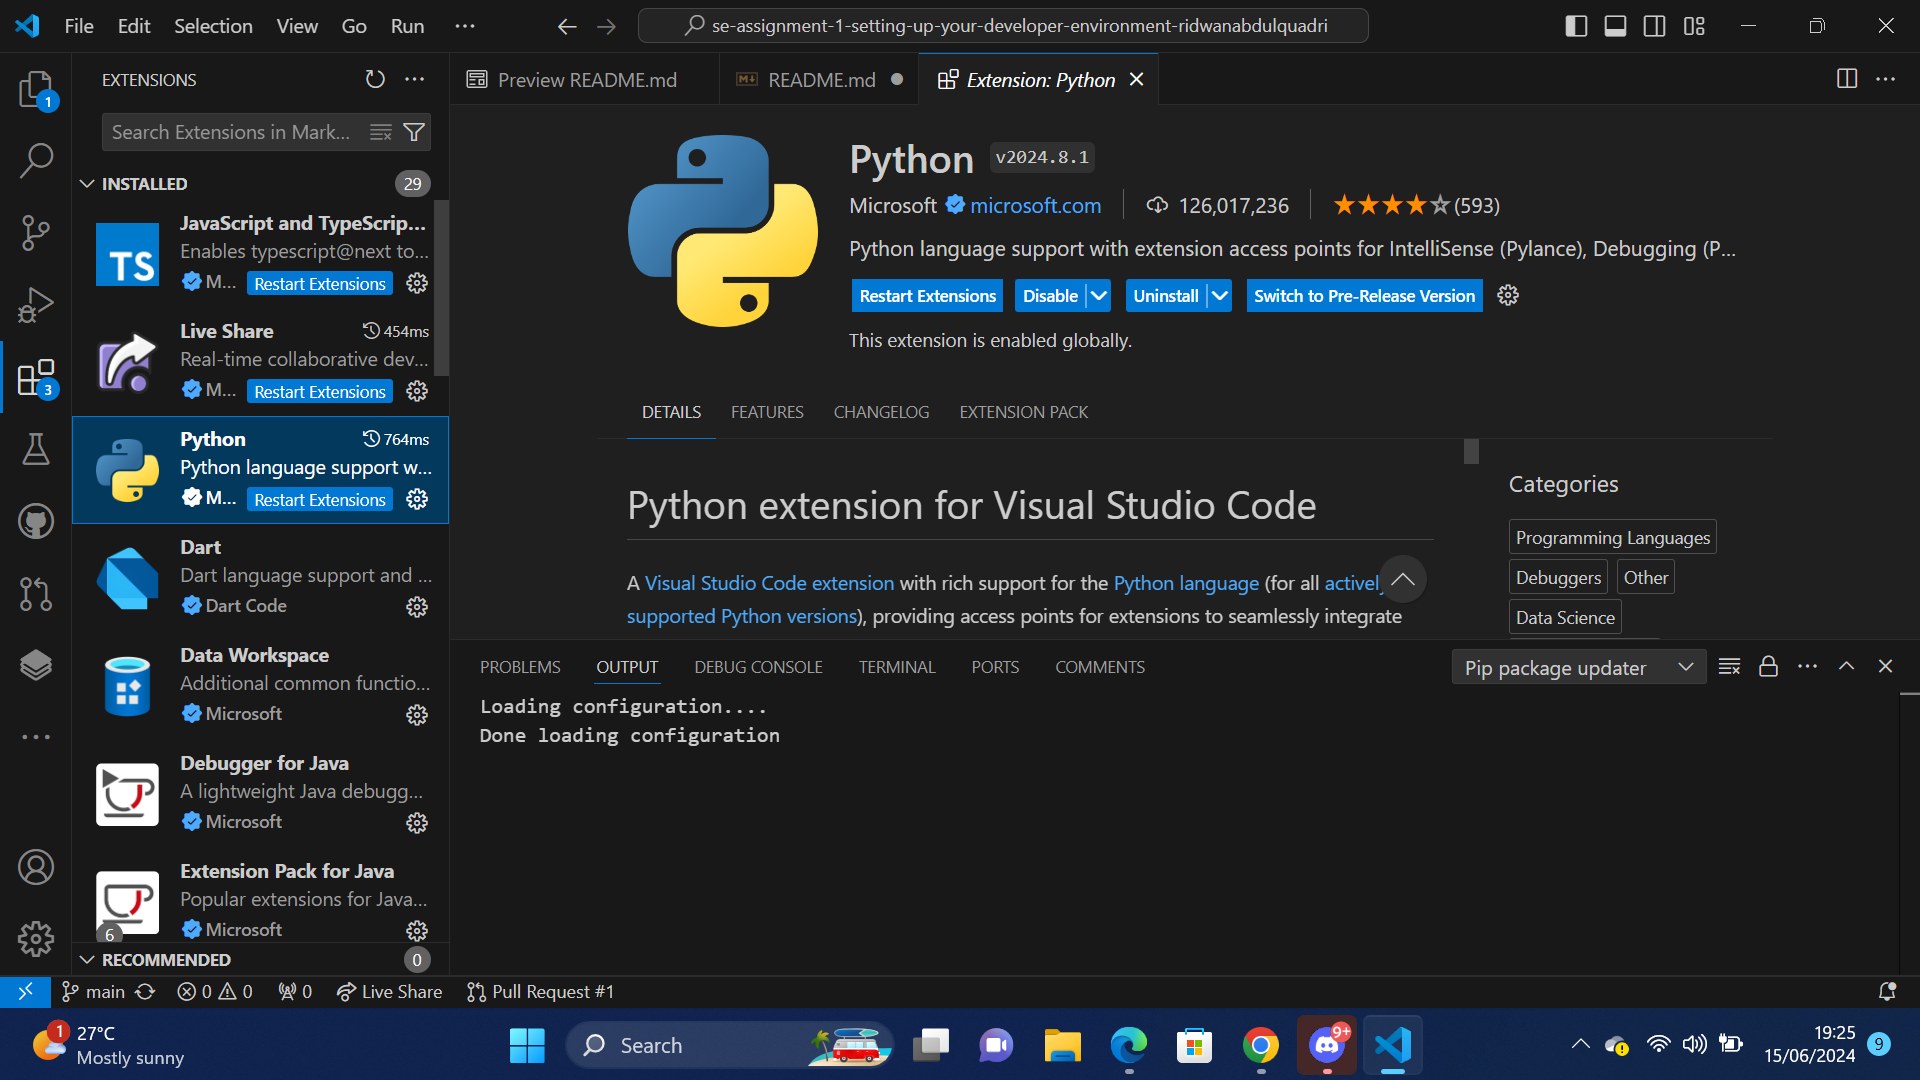 File Edit Selection View Go Run ···
se-assignment-1-setting-up-your-developer-environment-ridwanabdulquadri
EXTENSIONS
Search Extensions in Mark...
INSTALLED 29
JavaScript and TypeScrip...
Enables typescript@next to...
M... Restart Extensions
Live Share 454ms
Real-time collaborative dev...
M... Restart Extensions
Python 764ms
Python language support w...
M... Restart Extensions
Dart
Dart language support and ...
Dart Code
Data Workspace
Additional common functio...
Microsoft
Debugger for Java
A lightweight Java debugg...
Microsoft
Extension Pack for Java
Popular extensions for Java...
Microsoft
6
RECOMMENDED 0
1
3
TS
Preview README.md
README.md
Extension: Python
Python v2024.8.1
Microsoft microsoft.com 126,017,236 (593)
Python language support with extension access points for IntelliSense (Pylance), Debugging (P...
Restart Extensions Disable Uninstall Switch to Pre-Release Version
This extension is enabled globally.
DETAILS FEATURES CHANGELOG EXTENSION PACK
Python extension for Visual Studio Code
A Visual Studio Code extension with rich support for the Python language (for all
supported Python versions), providing access points for extensions to seamlessly integrate
Categories
Programming Languages
Debuggers Other
Data Science
PROBLEMS OUTPUT DEBUG CONSOLE TERMINAL PORTS COMMENTS
Pip package updater
Loading configuration....
Done loading configuration
main 0 0 0 Live Share Pull Request #1
1
27°C
Mostly sunny
Search
9+
19:25
15/06/2024
9